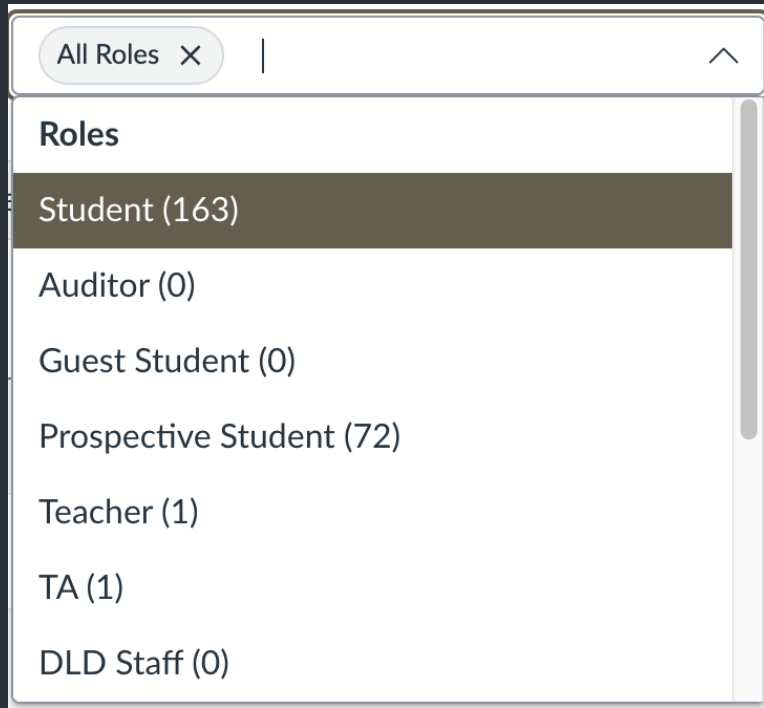 All Roles
Roles
Student (163)
Auditor (0)
Guest Student (0)
Prospective Student (72)
Teacher (1)
TA (1)
DLD Staff (0)